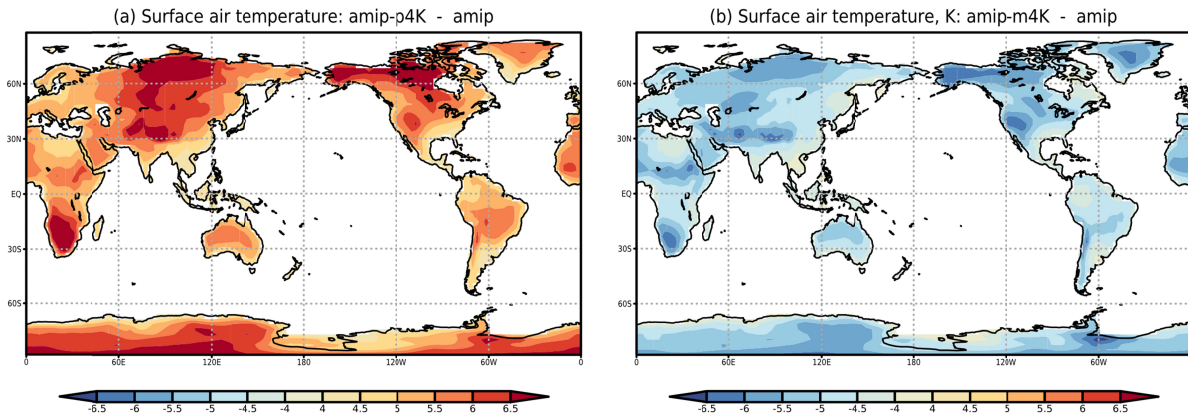 (a) Surface air temperature: amip-p4K - amip
(b) Surface air temperature, K: amip-m4K - amip
60N
30N
EQ
30S
60S
0 60E 120E 180 120W 60W 0
60N
30N
EQ
30S
60S
0 60E 120E 180 120W 60W
-6.5 -6 -5.5 -5 -4.5 -4 4 4.5 5 5.5 6 6.5
-6.5 -6 -5.5 -5 -4.5 -4 4 4.5 5 5.5 6 6.5